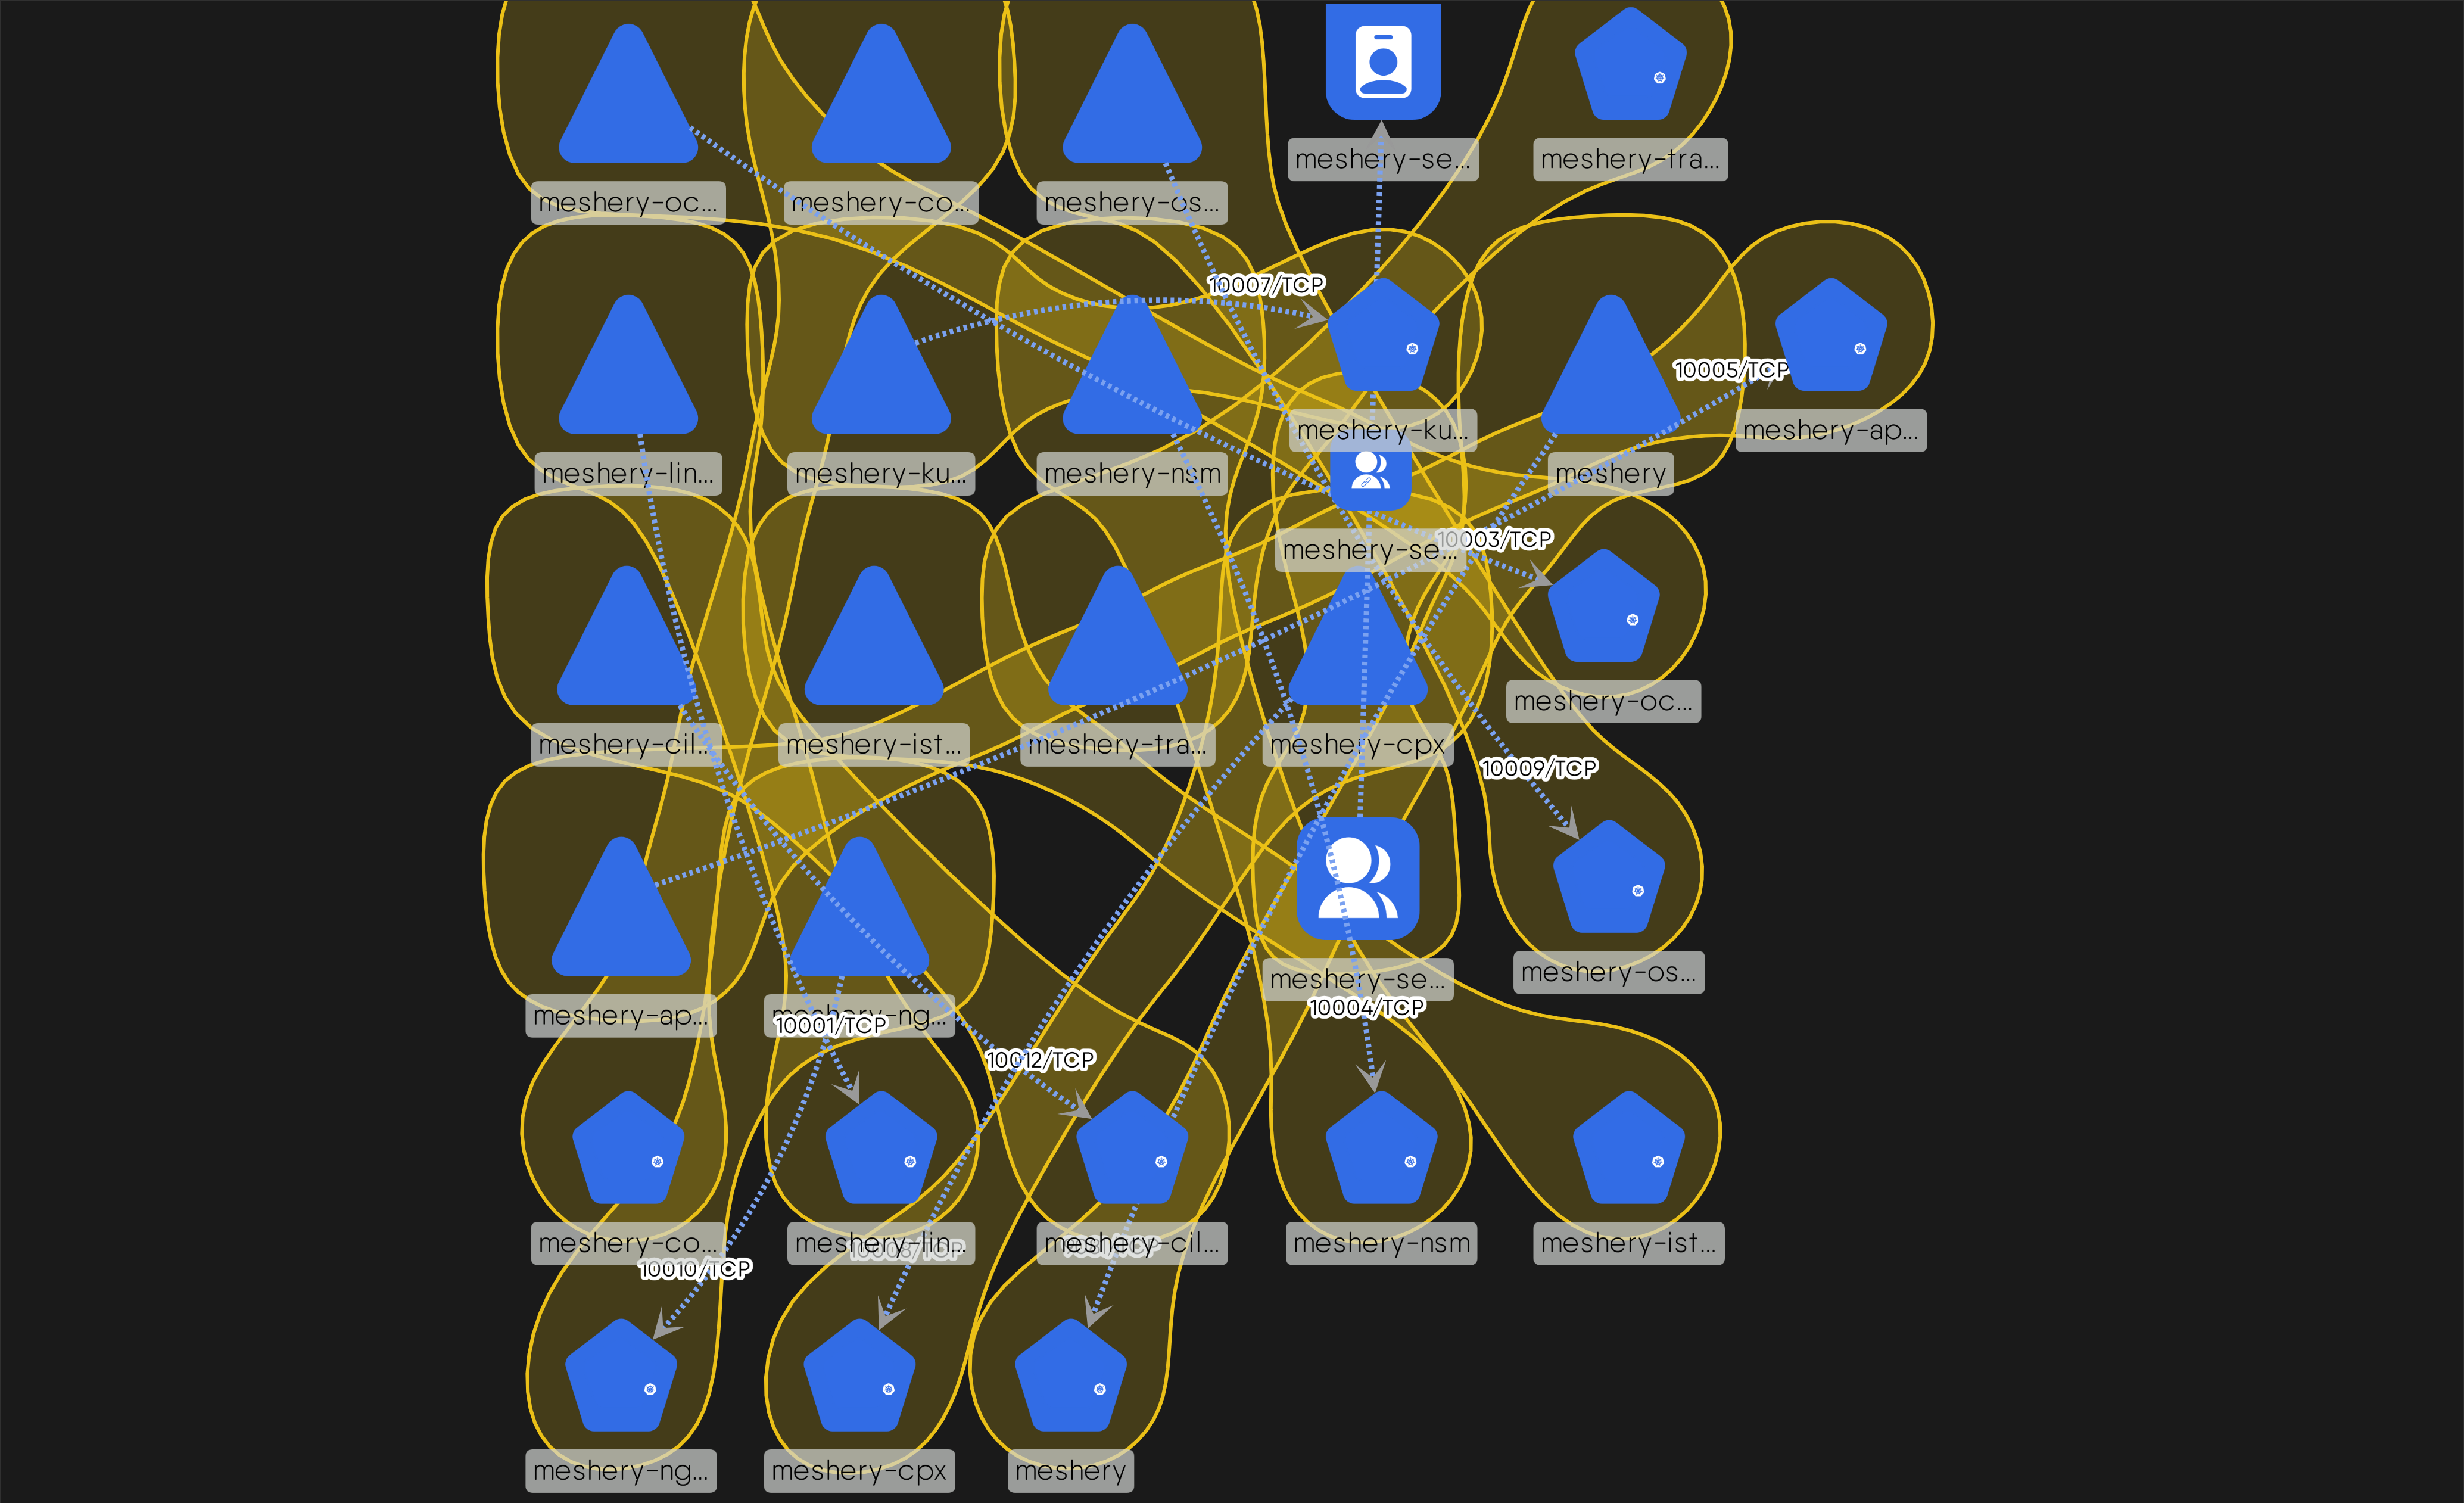 meshery-se...
meshery-tra...
meshery-oc...
meshery-co...
meshery-os...
10007/TCP
10005/TCP
meshery-ku...
meshery-ap...
meshery-lin...
meshery-ku...
meshery-nsm
meshery
10003/TCP
meshery-se...
meshery-oc...
meshery-cil...
meshery-ist...
meshery-tra...
meshery-cpx
10009/TCP
meshery-os...
meshery-se...
10004/TCP
meshery-ap...
meshery-ng...
10001/TCP
10012/TCP
meshery-co...
meshery-lin...
meshery-cil...
meshery-nsm
meshery-ist...
10010/TCP
meshery-ng...
meshery-cpx
meshery